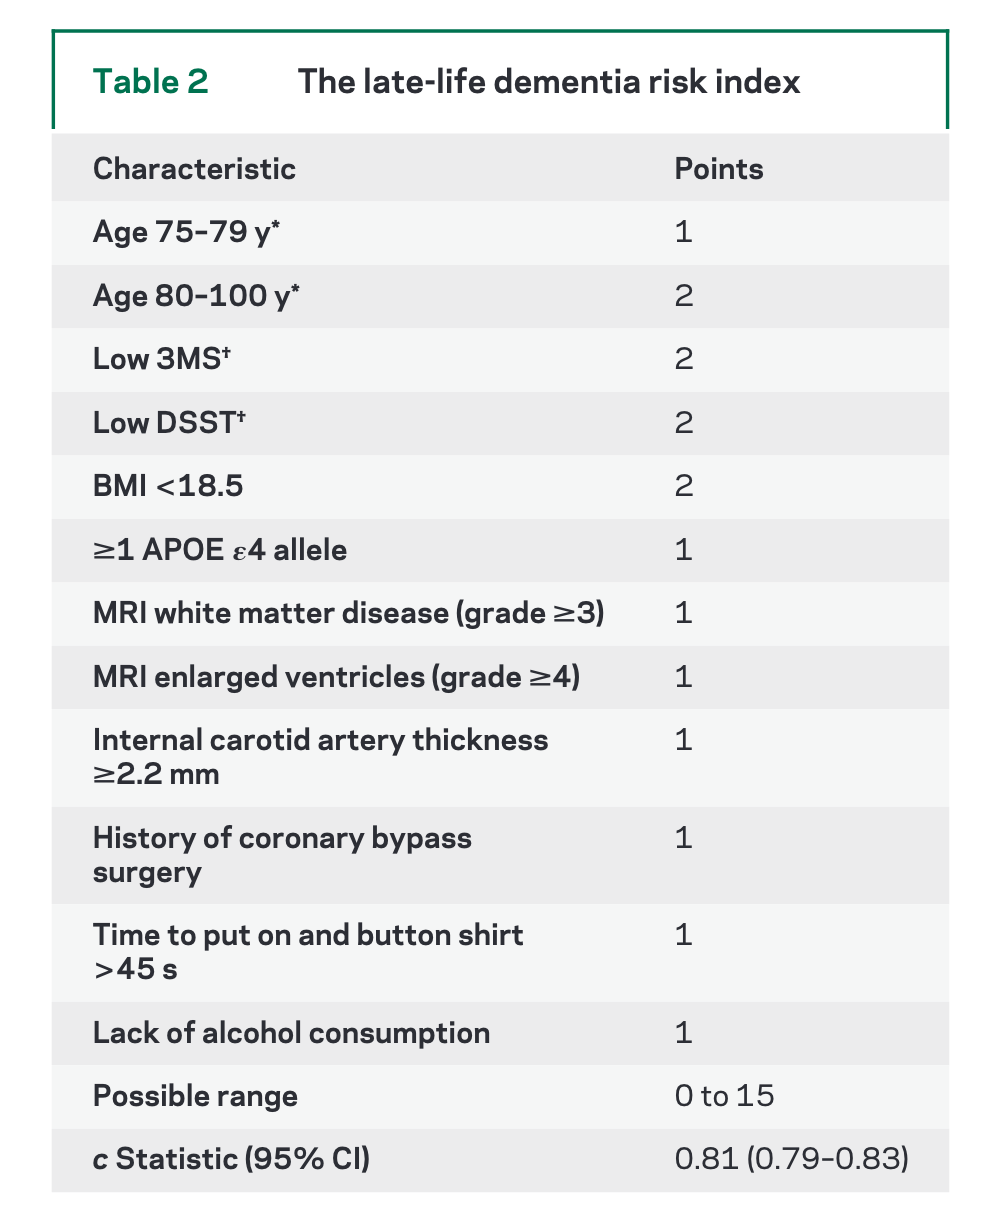 Table 2 The late-life dementia risk index
Characteristic Points
Age 75–79 y* 1
Age 80–100 y* 2
Low 3MS† 2
Low DSST† 2
BMI <18.5 2
≥1 APOE ε4 allele 1
MRI white matter disease (grade ≥3) 1
MRI enlarged ventricles (grade ≥4) 1
Internal carotid artery thickness 1
≥2.2 mm
History of coronary bypass 1
surgery
Time to put on and button shirt 1
>45 s
Lack of alcohol consumption 1
Possible range 0 to 15
c Statistic (95% CI) 0.81 (0.79–0.83)